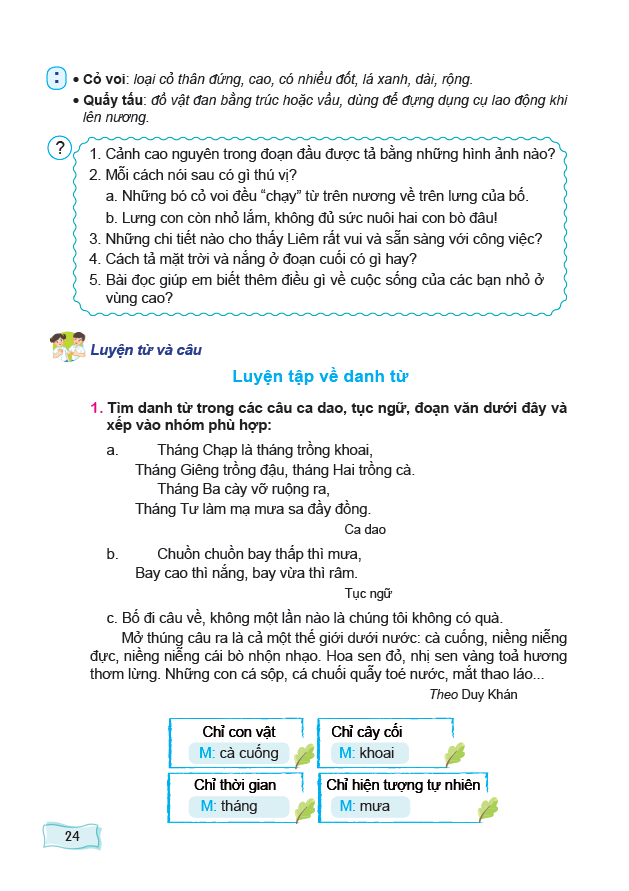 : • Cỏ voi: loại cỏ thân đứng, cao, có nhiều đốt, lá xanh, dài, rộng.
• Quẩy tấu: đồ vật đan bằng trúc hoặc vầu, dùng để đựng dụng cụ lao động khi
lên nương.
? 1. Cảnh cao nguyên trong đoạn đầu được tả bằng những hình ảnh nào?
2. Mỗi cách nói sau có gì thú vị?
a. Những bó cỏ voi đều “chạy” từ trên nương về trên lưng của bố.
b. Lưng con còn nhỏ lắm, không đủ sức nuôi hai con bò đâu!
3. Những chi tiết nào cho thấy Liêm rất vui và sẵn sàng với công việc?
4. Cách tả mặt trời và nắng ở đoạn cuối có gì hay?
5. Bài đọc giúp em biết thêm điều gì về cuộc sống của các bạn nhỏ ở
vùng cao?
Luyện từ và câu
Luyện tập về danh từ
1. Tìm danh từ trong các câu ca dao, tục ngữ, đoạn văn dưới đây và
xếp vào nhóm phù hợp:
a. Tháng Chạp là tháng trồng khoai,
Tháng Giêng trồng đậu, tháng Hai trồng cà.
Tháng Ba cày vỡ ruộng ra,
Tháng Tư làm mạ mưa sa đầy đồng.
Ca dao
b. Chuồn chuồn bay thấp thì mưa,
Bay cao thì nắng, bay vừa thì râm.
Tục ngữ
c. Bố đi câu về, không một lần nào là chúng tôi không có quà.
Mở thúng câu ra là cả một thế giới dưới nước: cà cuống, niềng niễng
đực, niềng niễng cái bò nhộn nhạo. Hoa sen đỏ, nhị sen vàng toả hương
thơm lừng. Những con cá sộp, cá chuối quẫy toé nước, mắt thao láo...
Theo Duy Khán
Chỉ con vật
M: cà cuống
Chỉ cây cối
M: khoai
Chỉ thời gian
M: tháng
Chỉ hiện tượng tự nhiên
M: mưa
24